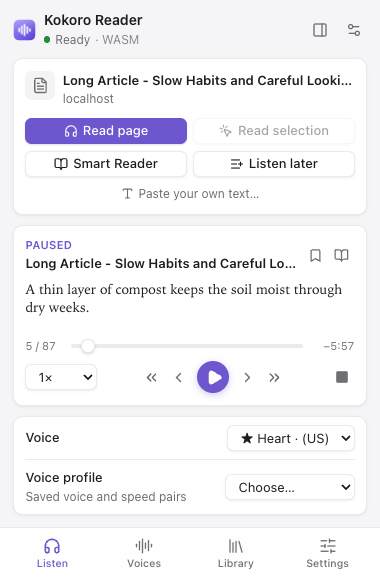 Kokoro Reader
Ready · WASM
Long Article - Slow Habits and Careful Looki...
localhost
Read page
Read selection
Smart Reader
Listen later
Paste your own text...
PAUSED
Long Article - Slow Habits and Careful Lo...
A thin layer of compost keeps the soil moist through
dry weeks.
5 / 87
−5:57
1×
Voice
★ Heart · (US)
Voice profile
Saved voice and speed pairs
Choose...
Listen
Voices
Library
Settings